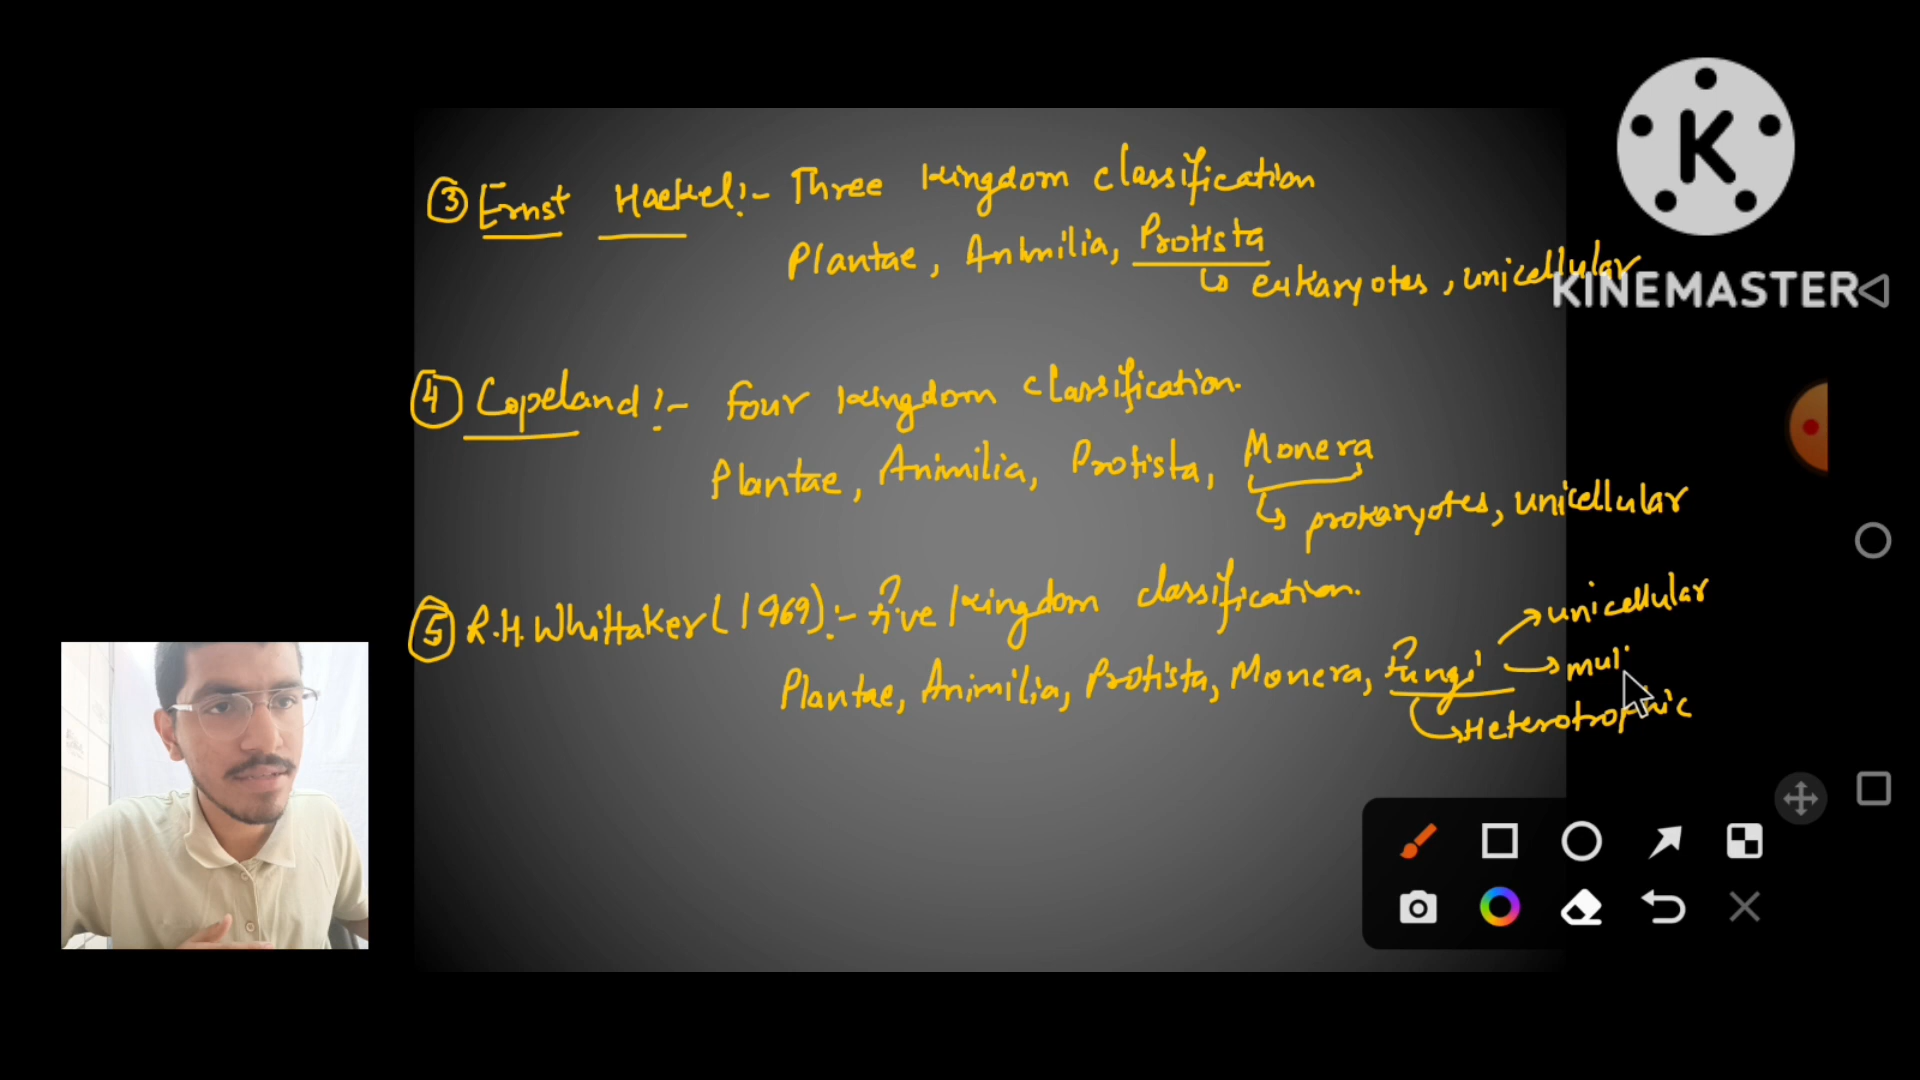 ③ Ernst Haekel:- Three kingdom classification
Plantae, Animilia, Protista
↳ eukaryotes, unicellular
KINEMASTER
④ Copeland:- four kingdom classification.
Plantae, Animilia, Protista, Monera
↳ prokaryotes, unicellular
⑤ R.H. Whittaker (1969):- five kingdom classification.
→ unicellular
Plantae, Animilia, Protista, Monera, fungi → mul
↳ Heterotrophic